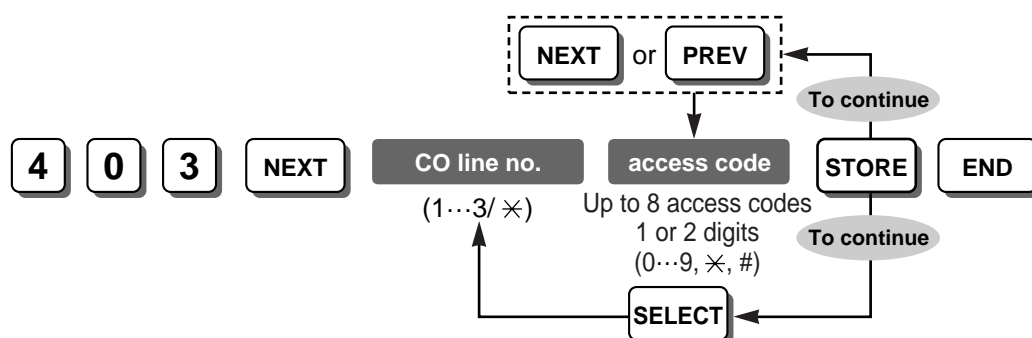 NEXT or PREV
To continue
4 0 3 NEXT CO line no. access code STORE END
(1···3/ ✳) Up to 8 access codes
1 or 2 digits
To continue
(0···9, ✳, #)
SELECT